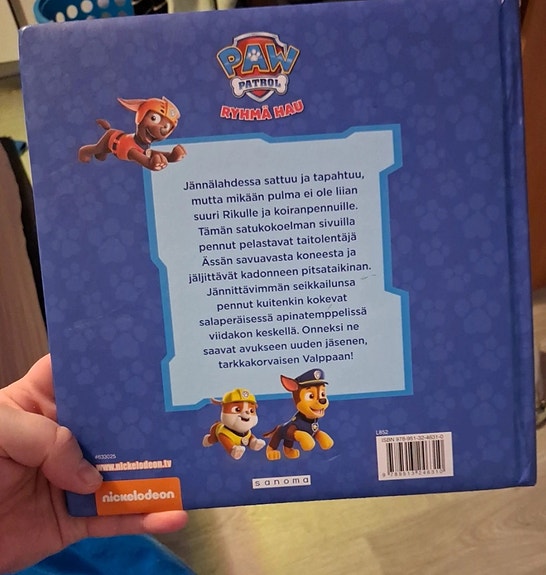 PAW
PATROL
RYHMÄ HAU
Jännälahdessa sattuu ja tapahtuu,
mutta mikään pulma ei ole liian
suuri Rikulle ja koiranpennuille.
Tämän satukokoelman sivuilla
pennut pelastavat taitolentäjä
Ässän savuavasta koneesta ja
jäljittävät kadonneen pitsataikinan.
Jännittävimmän seikkailunsa
pennut kuitenkin kokevat
salaperäisessä apinatemppelissä
viidakon keskellä. Onneksi ne
saavat avukseen uuden jäsenen,
tarkkakorvaisen Valppaan!
L852
#633025
www.nickelodeon.tv
nickelodeon
sanoma